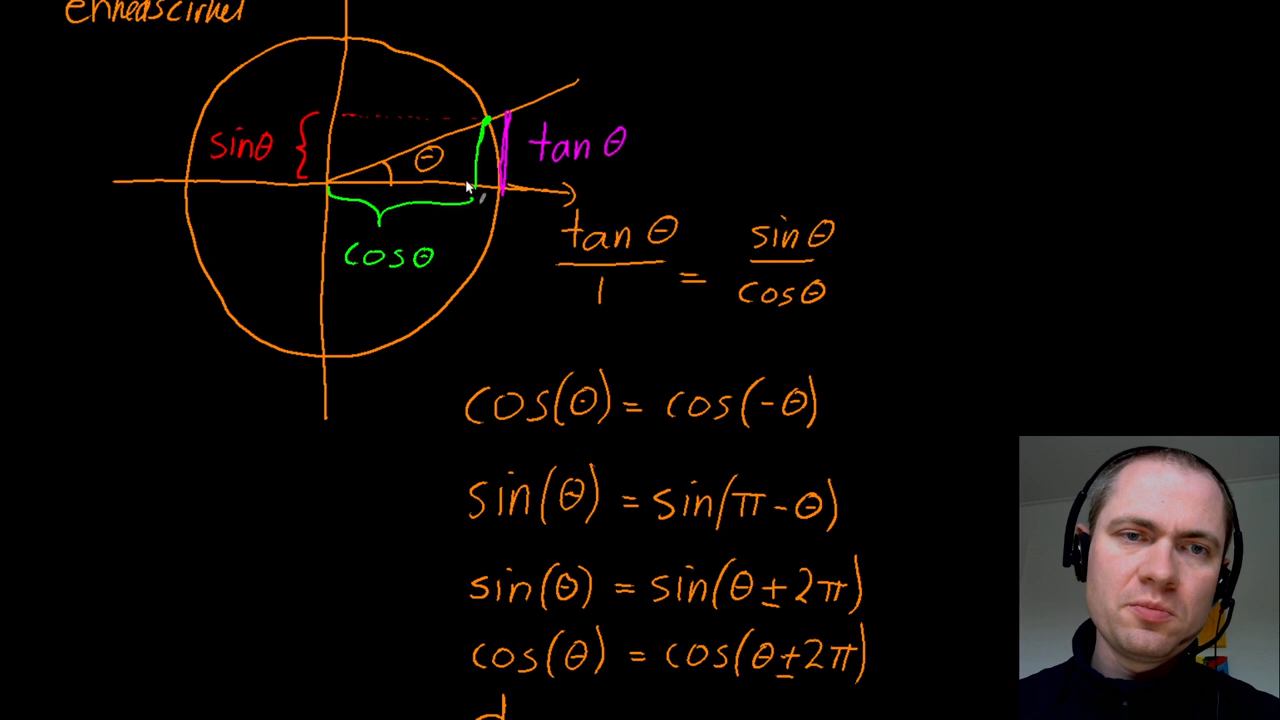 enhedscirkel
sinθ
θ
tan θ
cosθ
tan θ / 1 = sinθ / cosθ
cos(θ) = cos(-θ)
sin(θ) = sin(π-θ)
sin(θ) = sin(θ±2π)
cos(θ) = cos(θ±2π)
d